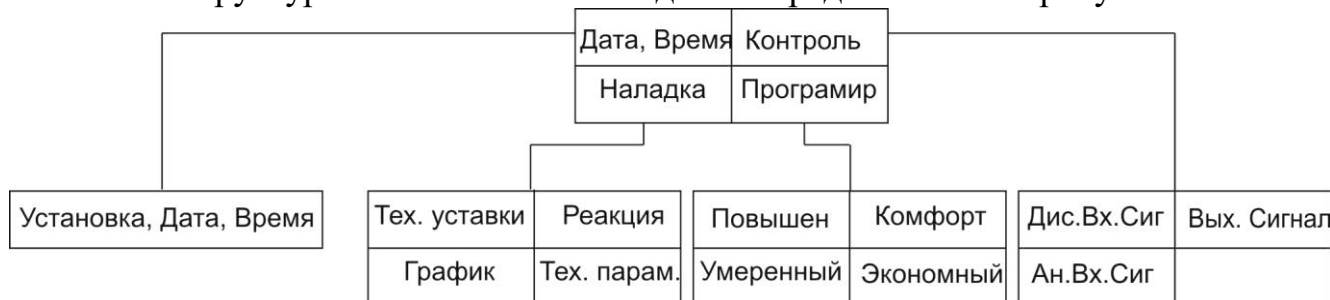 Дата, Время Контроль
Наладка Програмир
Установка, Дата, Время Тех. уставки Реакция Повышен Комфорт Дис.Вх.Сиг Вых. Сигнал
График Тех. парам. Умеренный Экономный Ан.Вх.Сиг